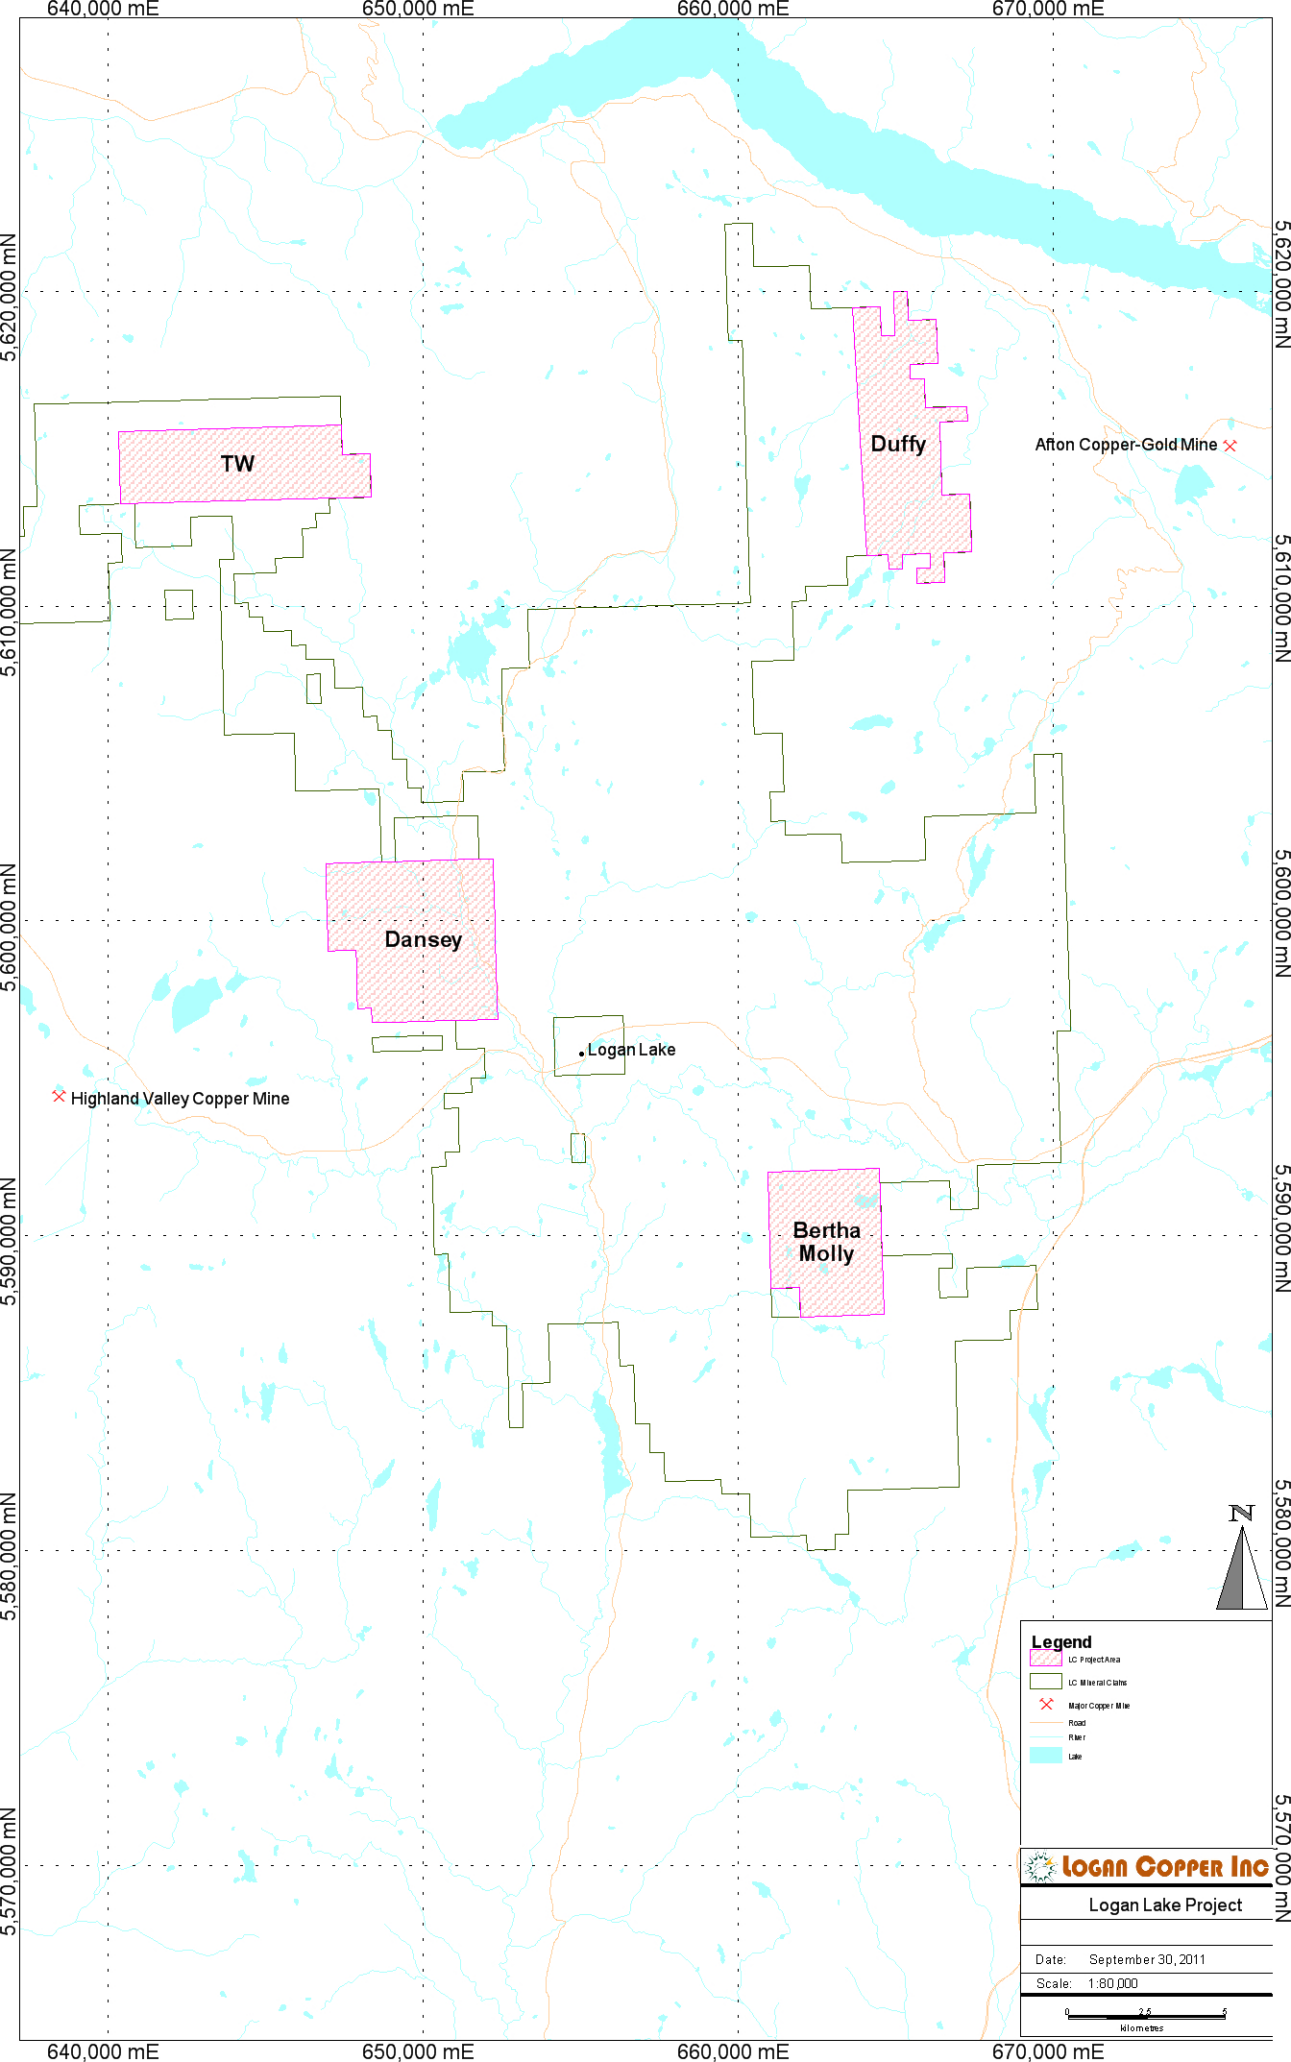 640,000 mE
650,000 mE
660,000 mE
670,000 mE
5,620,000 mN
5,620,000 mN
Duffy
Afton Copper-Gold Mine
TW
5,610,000 mN
5,610,000 mN
Dansey
5,600,000 mN
5,600,000 mN
Logan Lake
Highland Valley Copper Mine
Bertha
Molly
5,590,000 mN
5,590,000 mN
N
5,580,000 mN
5,580,000 mN
Legend
LC Project Area
LC Mineral Claims
Major Copper Mine
Road
River
Lake
5,570,000 mN
5,570,000 mN
LOGAN COPPER INC
Logan Lake Project
Date: September 30, 2011
Scale: 1:80,000
0 2.5 5
kilometres
640,000 mE
650,000 mE
660,000 mE
670,000 mE